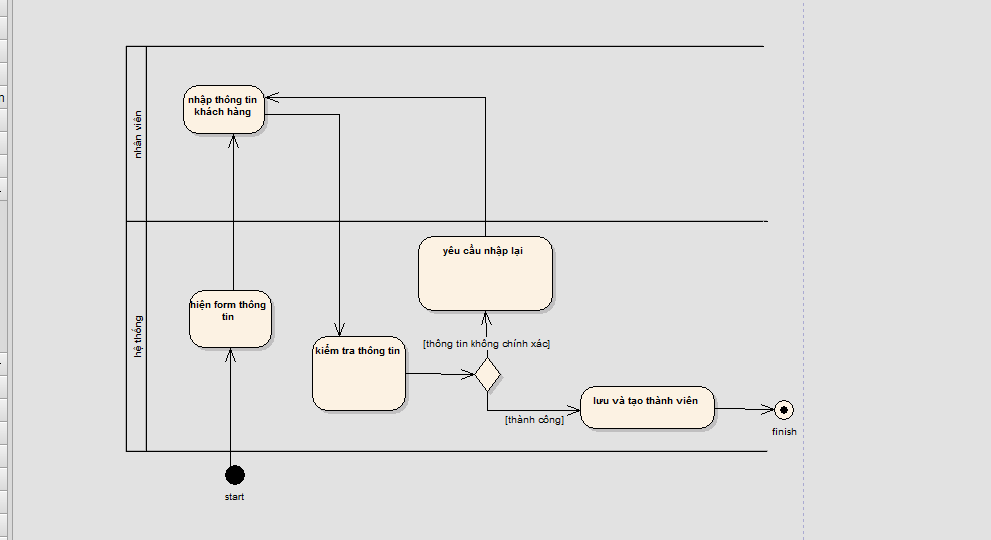 nhân viên
nhập thông tin
khách hàng
hệ thống
yêu cầu nhập lại
hiện form thông
tin
[thông tin không chính xác]
kiểm tra thông tin
lưu và tạo thành viên
[thành công]
finish
start